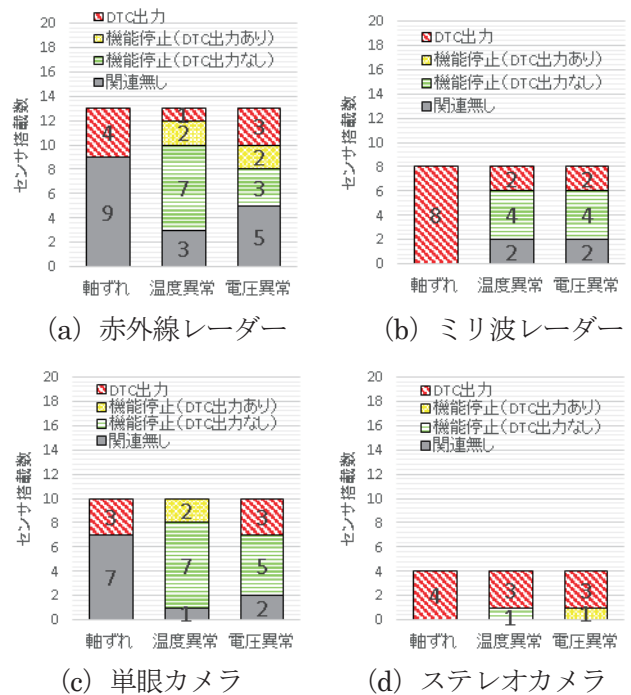 20
18
16
14
12
10
8
6
4
2
0
センサ搭載数
DTC出力
機能停止(DTC出力あり)
機能停止(DTC出力なし)
関連無し
4
9
1
2
7
3
3
2
3
5
軸ずれ 温度異常 電圧異常
(a) 赤外線レーダー
20
18
16
14
12
10
8
6
4
2
0
センサ搭載数
DTC出力
機能停止(DTC出力あり)
機能停止(DTC出力なし)
関連無し
8
2
4
2
2
4
2
軸ずれ 温度異常 電圧異常
(b) ミリ波レーダー
20
18
16
14
12
10
8
6
4
2
0
センサ搭載数
DTC出力
機能停止(DTC出力あり)
機能停止(DTC出力なし)
関連無し
3
7
2
7
1
3
5
2
軸ずれ 温度異常 電圧異常
(c) 単眼カメラ
20
18
16
14
12
10
8
6
4
2
0
センサ搭載数
DTC出力
機能停止(DTC出力あり)
機能停止(DTC出力なし)
関連無し
4
3
1
3
1
軸ずれ 温度異常 電圧異常
(d) ステレオカメラ